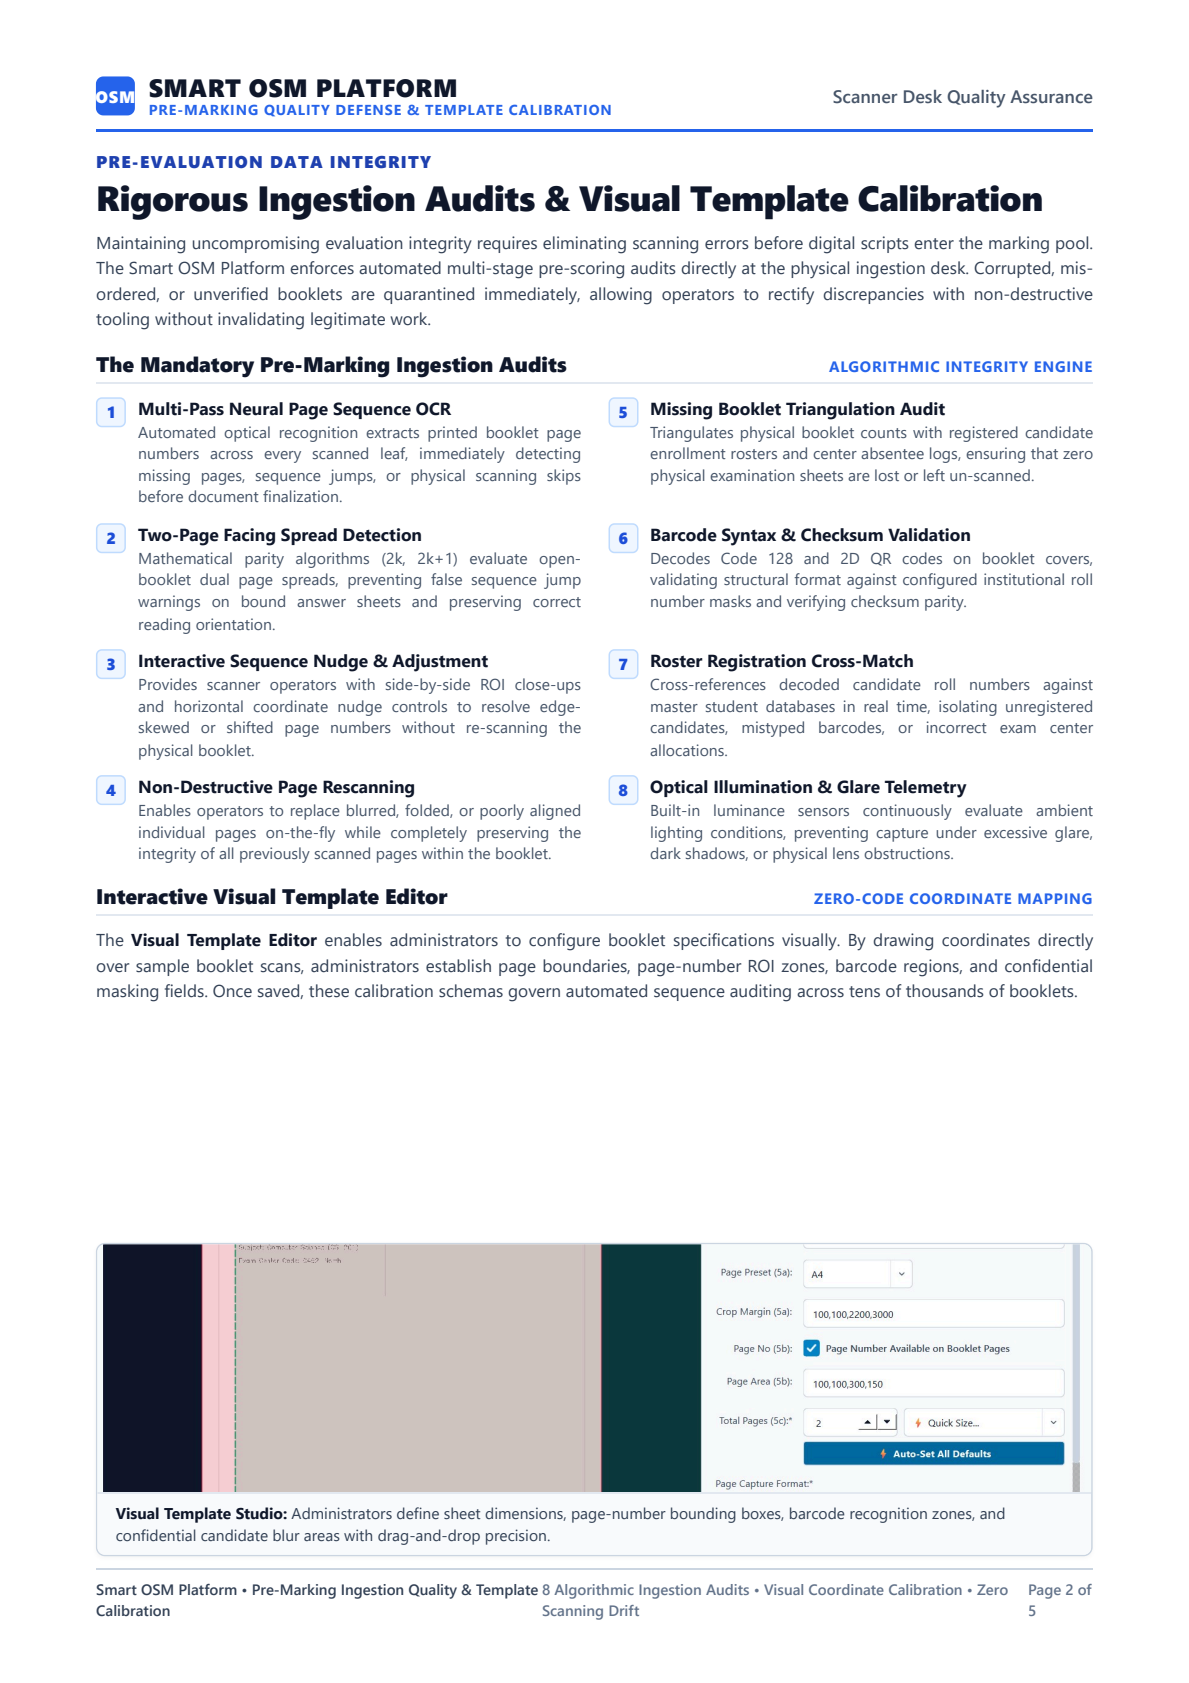 OSM
SMART OSM PLATFORM
PRE-MARKING QUALITY DEFENSE & TEMPLATE CALIBRATION
Scanner Desk Quality Assurance
PRE-EVALUATION DATA INTEGRITY
Rigorous Ingestion Audits & Visual Template Calibration
Maintaining uncompromising evaluation integrity requires eliminating scanning errors before digital scripts enter the marking pool.
The Smart OSM Platform enforces automated multi-stage pre-scoring audits directly at the physical ingestion desk. Corrupted, mis-
ordered, or unverified booklets are quarantined immediately, allowing operators to rectify discrepancies with non-destructive
tooling without invalidating legitimate work.
The Mandatory Pre-Marking Ingestion Audits
ALGORITHMIC INTEGRITY ENGINE
1 Multi-Pass Neural Page Sequence OCR
Automated optical recognition extracts printed booklet page
numbers across every scanned leaf, immediately detecting
missing pages, sequence jumps, or physical scanning skips
before document finalization.
2 Two-Page Facing Spread Detection
Mathematical parity algorithms (2k, 2k+1) evaluate open-
booklet dual page spreads, preventing false sequence jump
warnings on bound answer sheets and preserving correct
reading orientation.
3 Interactive Sequence Nudge & Adjustment
Provides scanner operators with side-by-side ROI close-ups
and horizontal coordinate nudge controls to resolve edge-
skewed or shifted page numbers without re-scanning the
physical booklet.
4 Non-Destructive Page Rescanning
Enables operators to replace blurred, folded, or poorly aligned
individual pages on-the-fly while completely preserving the
integrity of all previously scanned pages within the booklet.
5 Missing Booklet Triangulation Audit
Triangulates physical booklet counts with registered candidate
enrollment rosters and center absentee logs, ensuring that zero
physical examination sheets are lost or left un-scanned.
6 Barcode Syntax & Checksum Validation
Decodes Code 128 and 2D QR codes on booklet covers,
validating structural format against configured institutional roll
number masks and verifying checksum parity.
7 Roster Registration Cross-Match
Cross-references decoded candidate roll numbers against
master student databases in real time, isolating unregistered
candidates, mistyped barcodes, or incorrect exam center
allocations.
8 Optical Illumination & Glare Telemetry
Built-in luminance sensors continuously evaluate ambient
lighting conditions, preventing capture under excessive glare,
dark shadows, or physical lens obstructions.
Interactive Visual Template Editor
ZERO-CODE COORDINATE MAPPING
The Visual Template Editor enables administrators to configure booklet specifications visually. By drawing coordinates directly
over sample booklet scans, administrators establish page boundaries, page-number ROI zones, barcode regions, and confidential
masking fields. Once saved, these calibration schemas govern automated sequence auditing across tens of thousands of booklets.
Subject: Computer Science
Exam Center Code: North
Page Preset (5a): A4
Crop Margin (5a): 100,100,2200,3000
Page No (5b): Page Number Available on Booklet Pages
Page Area (5b): 100,100,300,150
Total Pages (5c):* 2 Quick Size...
Auto-Set All Defaults
Page Capture Format:*
Visual Template Studio: Administrators define sheet dimensions, page-number bounding boxes, barcode recognition zones, and
confidential candidate blur areas with drag-and-drop precision.
Smart OSM Platform • Pre-Marking Ingestion Quality & Template
Calibration
8 Algorithmic Ingestion Audits • Visual Coordinate Calibration • Zero
Scanning Drift
Page 2 of
5